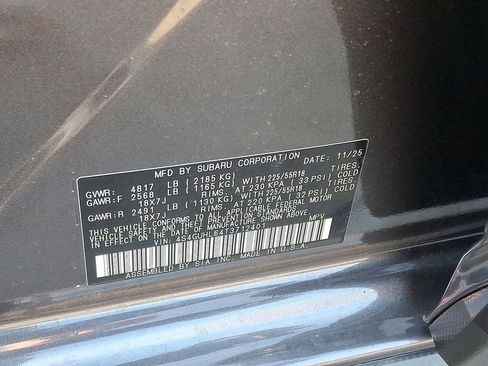 MFD BY SUBARU CORPORATION DATE: 11/25
GVWR: 4817 LB (2185 KG)
GAWR:F 2568 LB (1165 KG) WITH 225/55R18 TIRES,
18X7J RIMS, AT 230 KPA (33 PSI) COLD
GAWR:R 2491 LB (1130 KG) WITH 225/55R18 TIRES,
18X7J RIMS, AT 220 KPA (32 PSI) COLD
THIS VEHICLE CONFORMS TO ALL APPLICABLE FEDERAL MOTOR
VEHICLE SAFETY AND THEFT PREVENTION STANDARDS IN EFFECT ON
THE DATE OF MANUFACTURE SHOWN ABOVE.
VIN: 4S4GUHL64T3712401 MPV
ASSEMBLED BY SIA INC. MADE IN U.S.A.